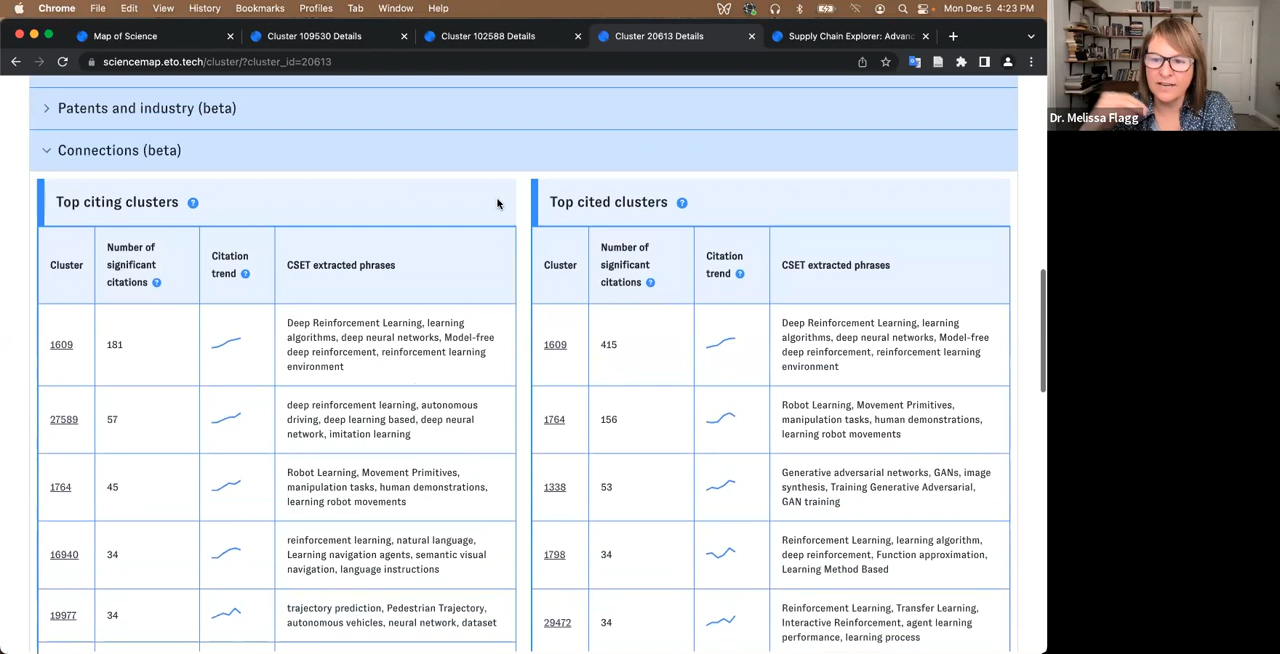 Chrome File Edit View History Bookmarks Profiles Tab Window Help Mon Dec 5 4:23 PM
Map of Science Cluster 109530 Details Cluster 102588 Details Cluster 20613 Details Supply Chain Explorer: Advanc
sciencemap.eto.tech/cluster/?cluster_id=20613
Dr. Melissa Flagg
Patents and industry (beta)
Connections (beta)
Top citing clusters ?
Cluster
Number of
significant
citations ?
Citation
trend ?
CSET extracted phrases
1609
181
Deep Reinforcement Learning, learning
algorithms, deep neural networks, Model-free
deep reinforcement, reinforcement learning
environment
27589
57
deep reinforcement learning, autonomous
driving, deep learning based, deep neural
network, imitation learning
1764
45
Robot Learning, Movement Primitives,
manipulation tasks, human demonstrations,
learning robot movements
16940
34
reinforcement learning, natural language,
Learning navigation agents, semantic visual
navigation, language instructions
19977
34
trajectory prediction, Pedestrian Trajectory,
autonomous vehicles, neural network, dataset
Top cited clusters ?
Cluster
Number of
significant
citations ?
Citation
trend ?
CSET extracted phrases
1609
415
Deep Reinforcement Learning, learning
algorithms, deep neural networks, Model-free
deep reinforcement, reinforcement learning
environment
1764
156
Robot Learning, Movement Primitives,
manipulation tasks, human demonstrations,
learning robot movements
1338
53
Generative adversarial networks, GANs, image
synthesis, Training Generative Adversarial,
GAN training
1798
34
Reinforcement Learning, learning algorithm,
deep reinforcement, Function approximation,
Learning Method Based
29472
34
Reinforcement Learning, Transfer Learning,
Interactive Reinforcement, agent learning
performance, learning process